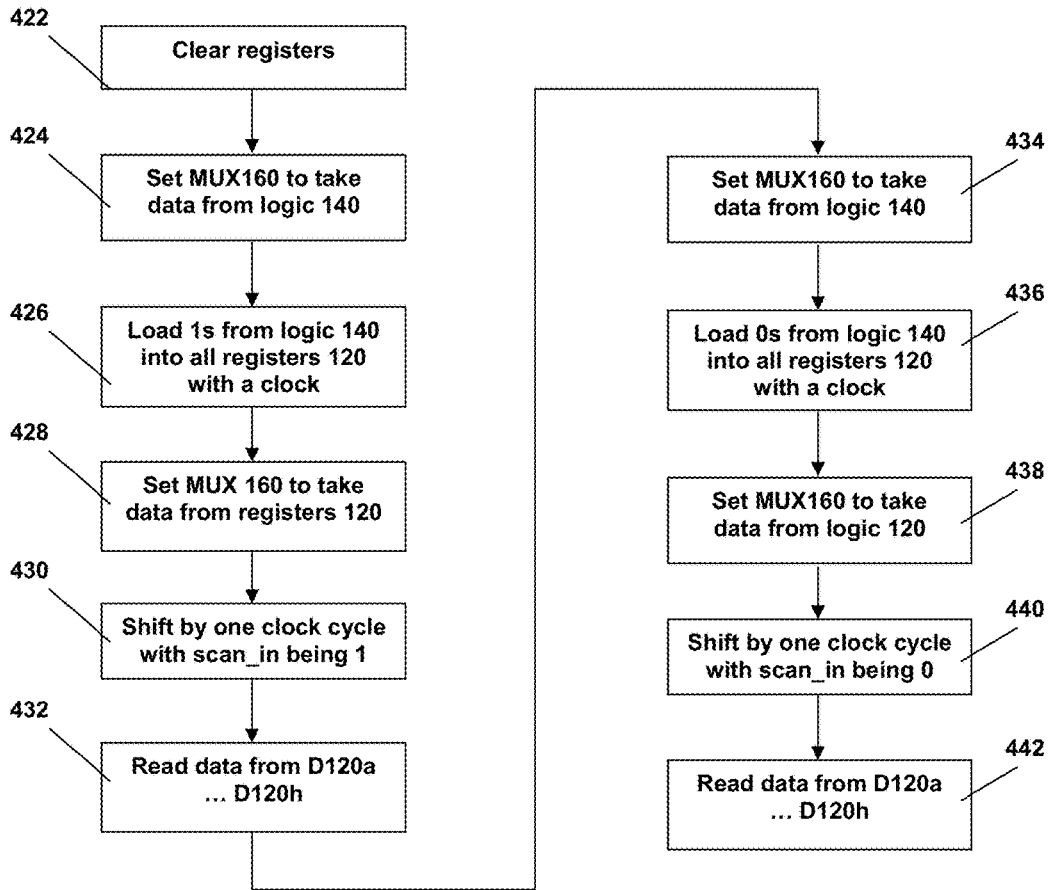 422
Clear registers
424
Set MUX160 to take
data from logic 140
426
Load 1s from logic 140
into all registers 120
with a clock
428
Set MUX 160 to take
data from registers 120
430
Shift by one clock cycle
with scan_in being 1
432
Read data from D120a
... D120h
434
Set MUX160 to take
data from logic 140
436
Load 0s from logic 140
into all registers 120
with a clock
438
Set MUX160 to take
data from logic 120
440
Shift by one clock cycle
with scan_in being 0
442
Read data from D120a
... D120h